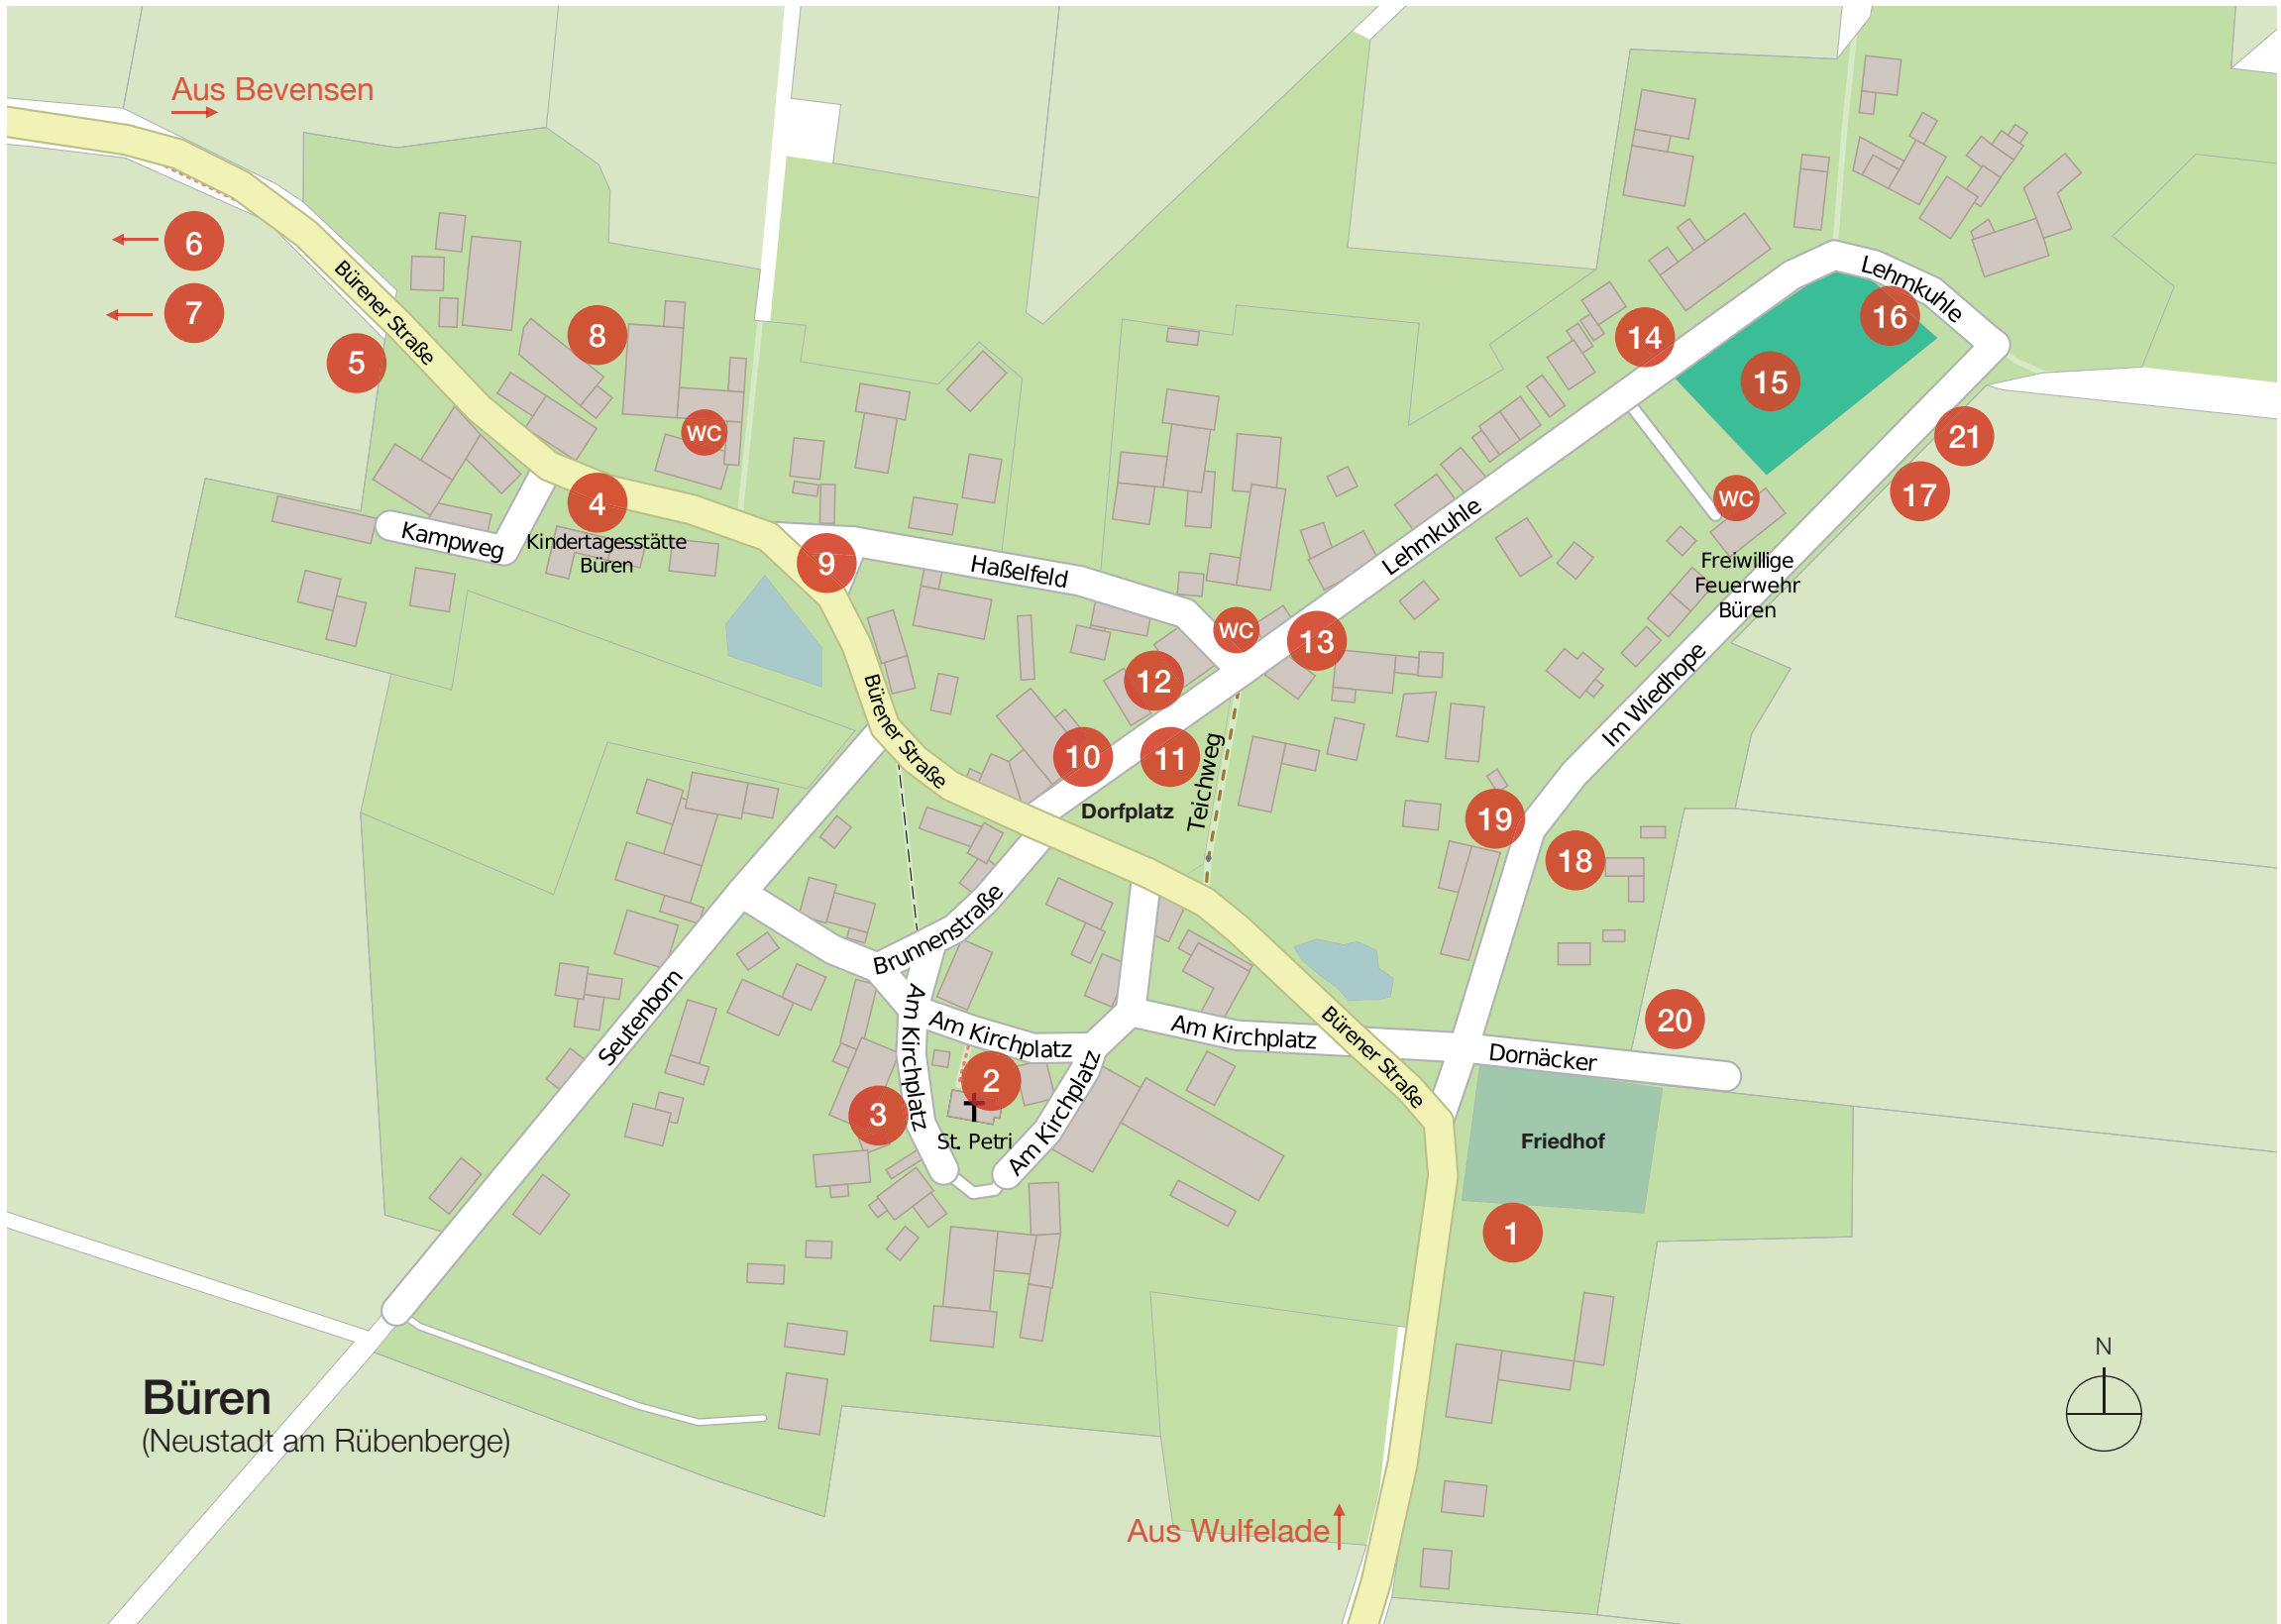 Aus Bevensen
6
7
5
Bürener Straße
8
WC
4
Kindertagesstätte
Büren
Kampweg
9
Haßelfeld
Bürener Straße
10
11
12
WC
13
Dorfplatz
Teichweg
Lehmkuhle
14
15
16
Lehmkuhle
WC
Freiwillige
Feuerwehr
Büren
21
17
Im Wiedhope
19
18
20
Dornäcker
Brunnenstraße
Seutenborn
Am Kirchplatz
Am Kirchplatz
Am Kirchplatz
Am Kirchplatz
Bürener Straße
2
3
St. Petri
Friedhof
1
N
Büren
(Neustadt am Rübenberge)
Aus Wulfelade